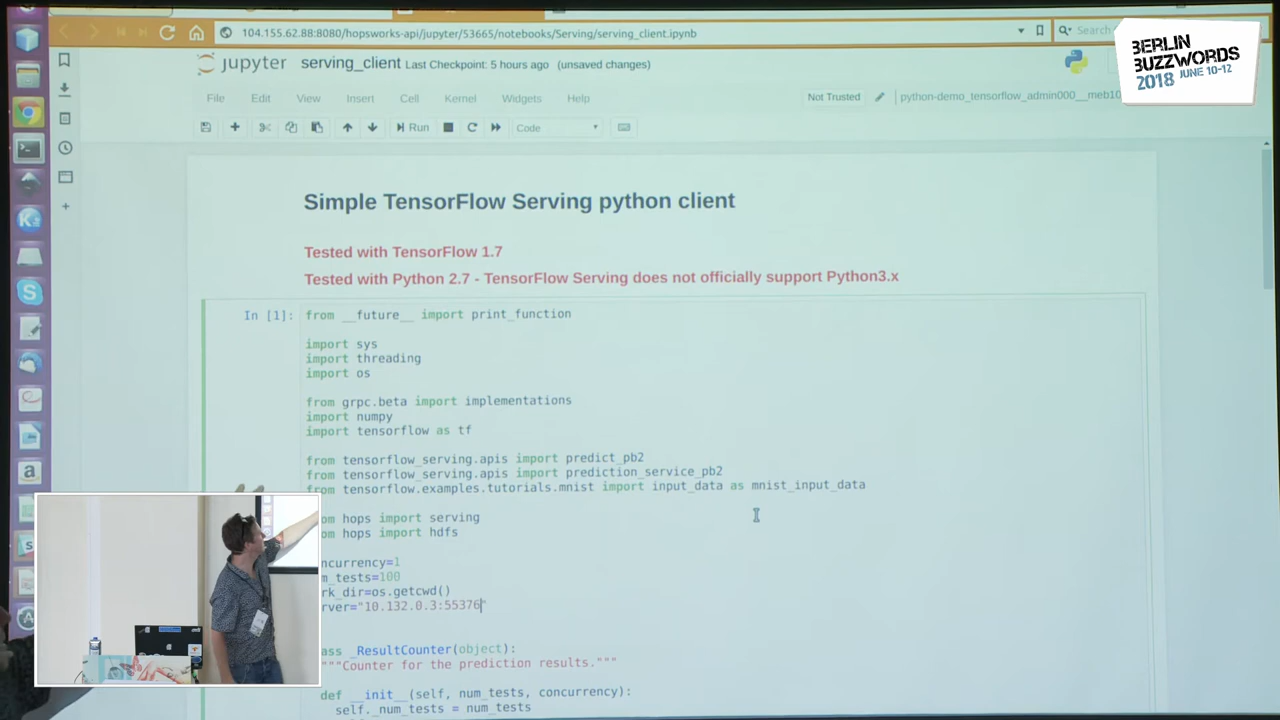 104.155.62.88:8080/hopsworks-api/jupyter/53665/notebooks/Serving/serving_client.ipynb
Search
BERLIN
BUZZWORDS
2018 JUNE 10-12
jupyter serving_client Last Checkpoint: 5 hours ago (unsaved changes)
File Edit View Insert Cell Kernel Widgets Help
Not Trusted
python-demo_tensorflow_admin000__meb10
Run
Code
Simple TensorFlow Serving python client
Tested with TensorFlow 1.7
Tested with Python 2.7 - TensorFlow Serving does not officially support Python3.x
In [1]:
from __future__ import print_function
import sys
import threading
import os
from grpc.beta import implementations
import numpy
import tensorflow as tf
from tensorflow_serving.apis import predict_pb2
from tensorflow_serving.apis import prediction_service_pb2
from tensorflow.examples.tutorials.mnist import input_data as mnist_input_data
om hops import serving
om hops import hdfs
ncurrency=1
m_tests=100
rk_dir=os.getcwd()
rver="10.132.0.3:55376"
ass _ResultCounter(object):
"""Counter for the prediction results."""
def __init__(self, num_tests, concurrency):
self._num_tests = num_tests